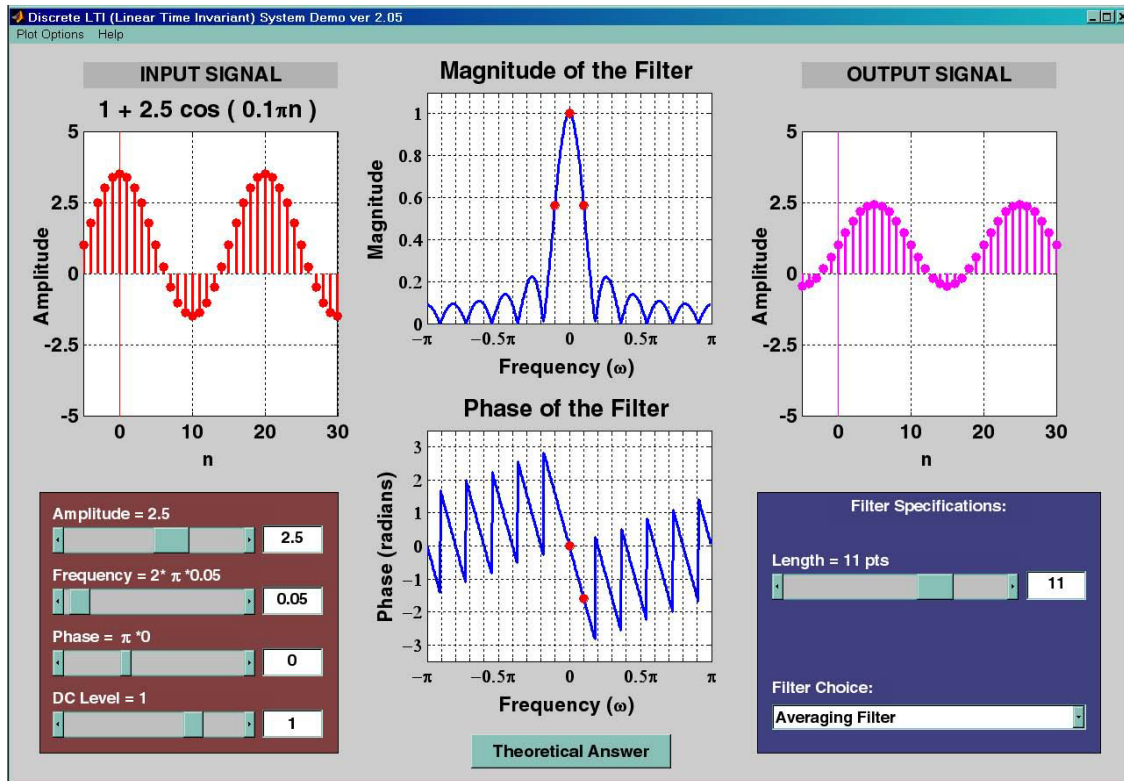 Discrete LTI (Linear Time Invariant) System Demo ver 2.05
Plot Options Help
INPUT SIGNAL
1 + 2.5 cos ( 0.1πn )
5
2.5
0
-2.5
-5
Amplitude
0 10 20 30
n
Magnitude of the Filter
1
0.8
0.6
0.4
0.2
0
Magnitude
−π −0.5π 0 0.5π π
Frequency (ω)
OUTPUT SIGNAL
5
2.5
0
-2.5
-5
Amplitude
0 10 20 30
n
Phase of the Filter
3
2
1
0
−1
−2
−3
Phase (radians)
−π −0.5π 0 0.5π π
Frequency (ω)
Amplitude = 2.5
2.5
Frequency = 2* π *0.05
0.05
Phase = π *0
0
DC Level = 1
1
Theoretical Answer
Filter Specifications:
Length = 11 pts
11
Filter Choice:
Averaging Filter